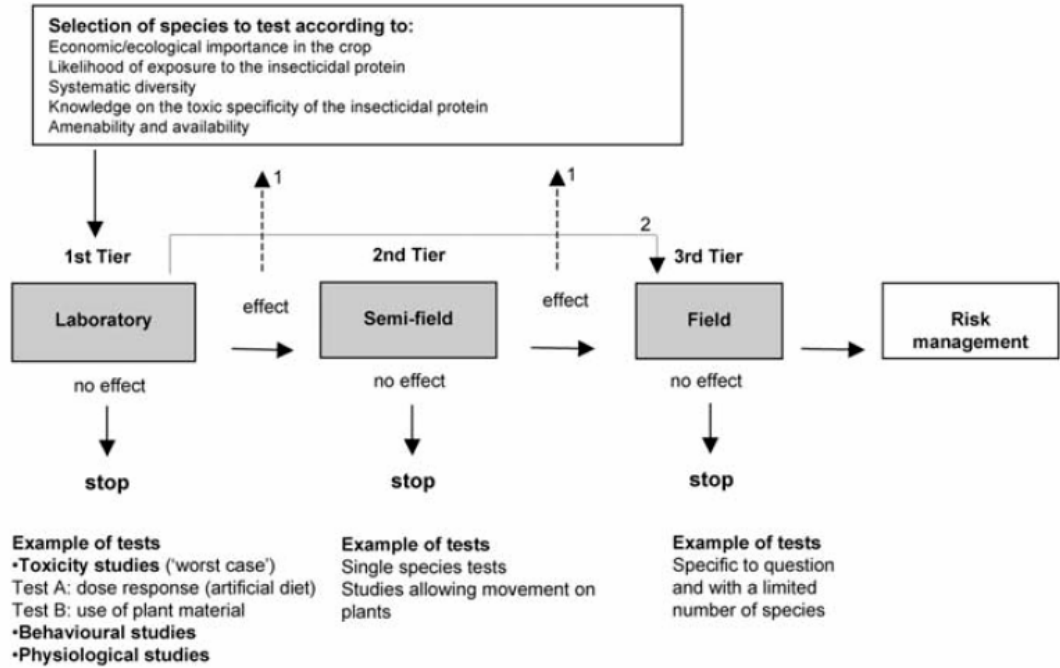 Selection of species to test according to:
Economic/ecological importance in the crop
Likelihood of exposure to the insecticidal protein
Systematic diversity
Knowledge on the toxic specificity of the insecticidal protein
Amenability and availability
1
1
2
1st Tier
2nd Tier
3rd Tier
Laboratory
effect
Semi-field
effect
Field
Risk
management
no effect
no effect
no effect
stop
stop
stop
Example of tests
•Toxicity studies (‘worst case’)
Test A: dose response (artificial diet)
Test B: use of plant material
•Behavioural studies
•Physiological studies
Example of tests
Single species tests
Studies allowing movement on
plants
Example of tests
Specific to question
and with a limited
number of species